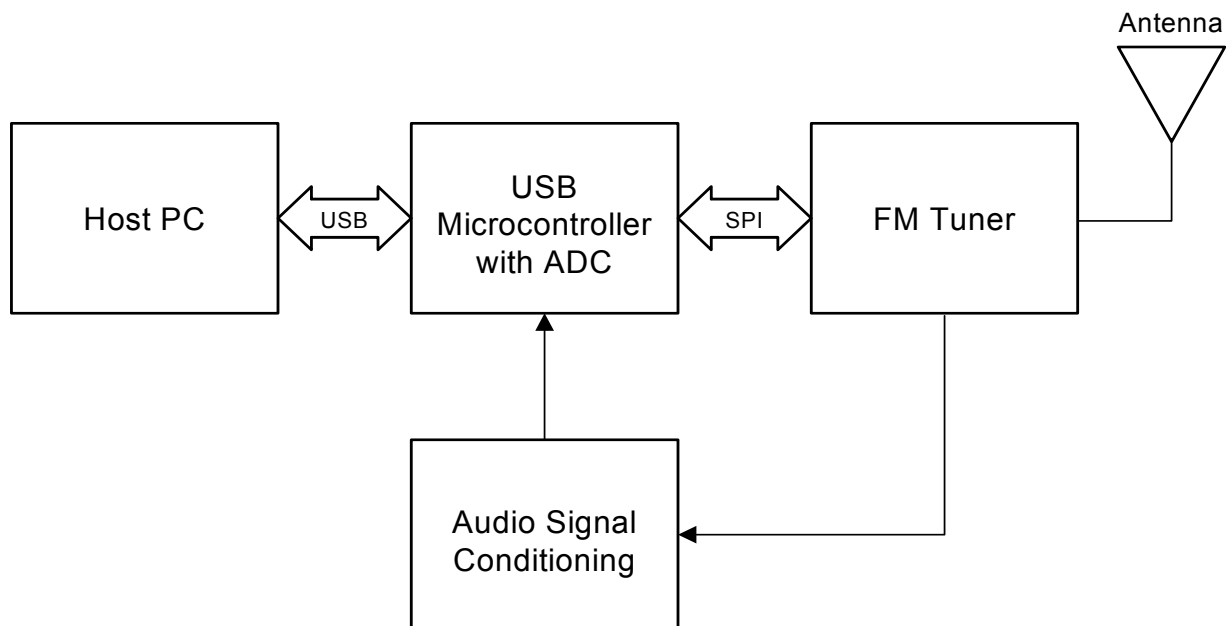 Antenna
Host PC
USB
USB
Microcontroller
with ADC
SPI
FM Tuner
Audio Signal
Conditioning